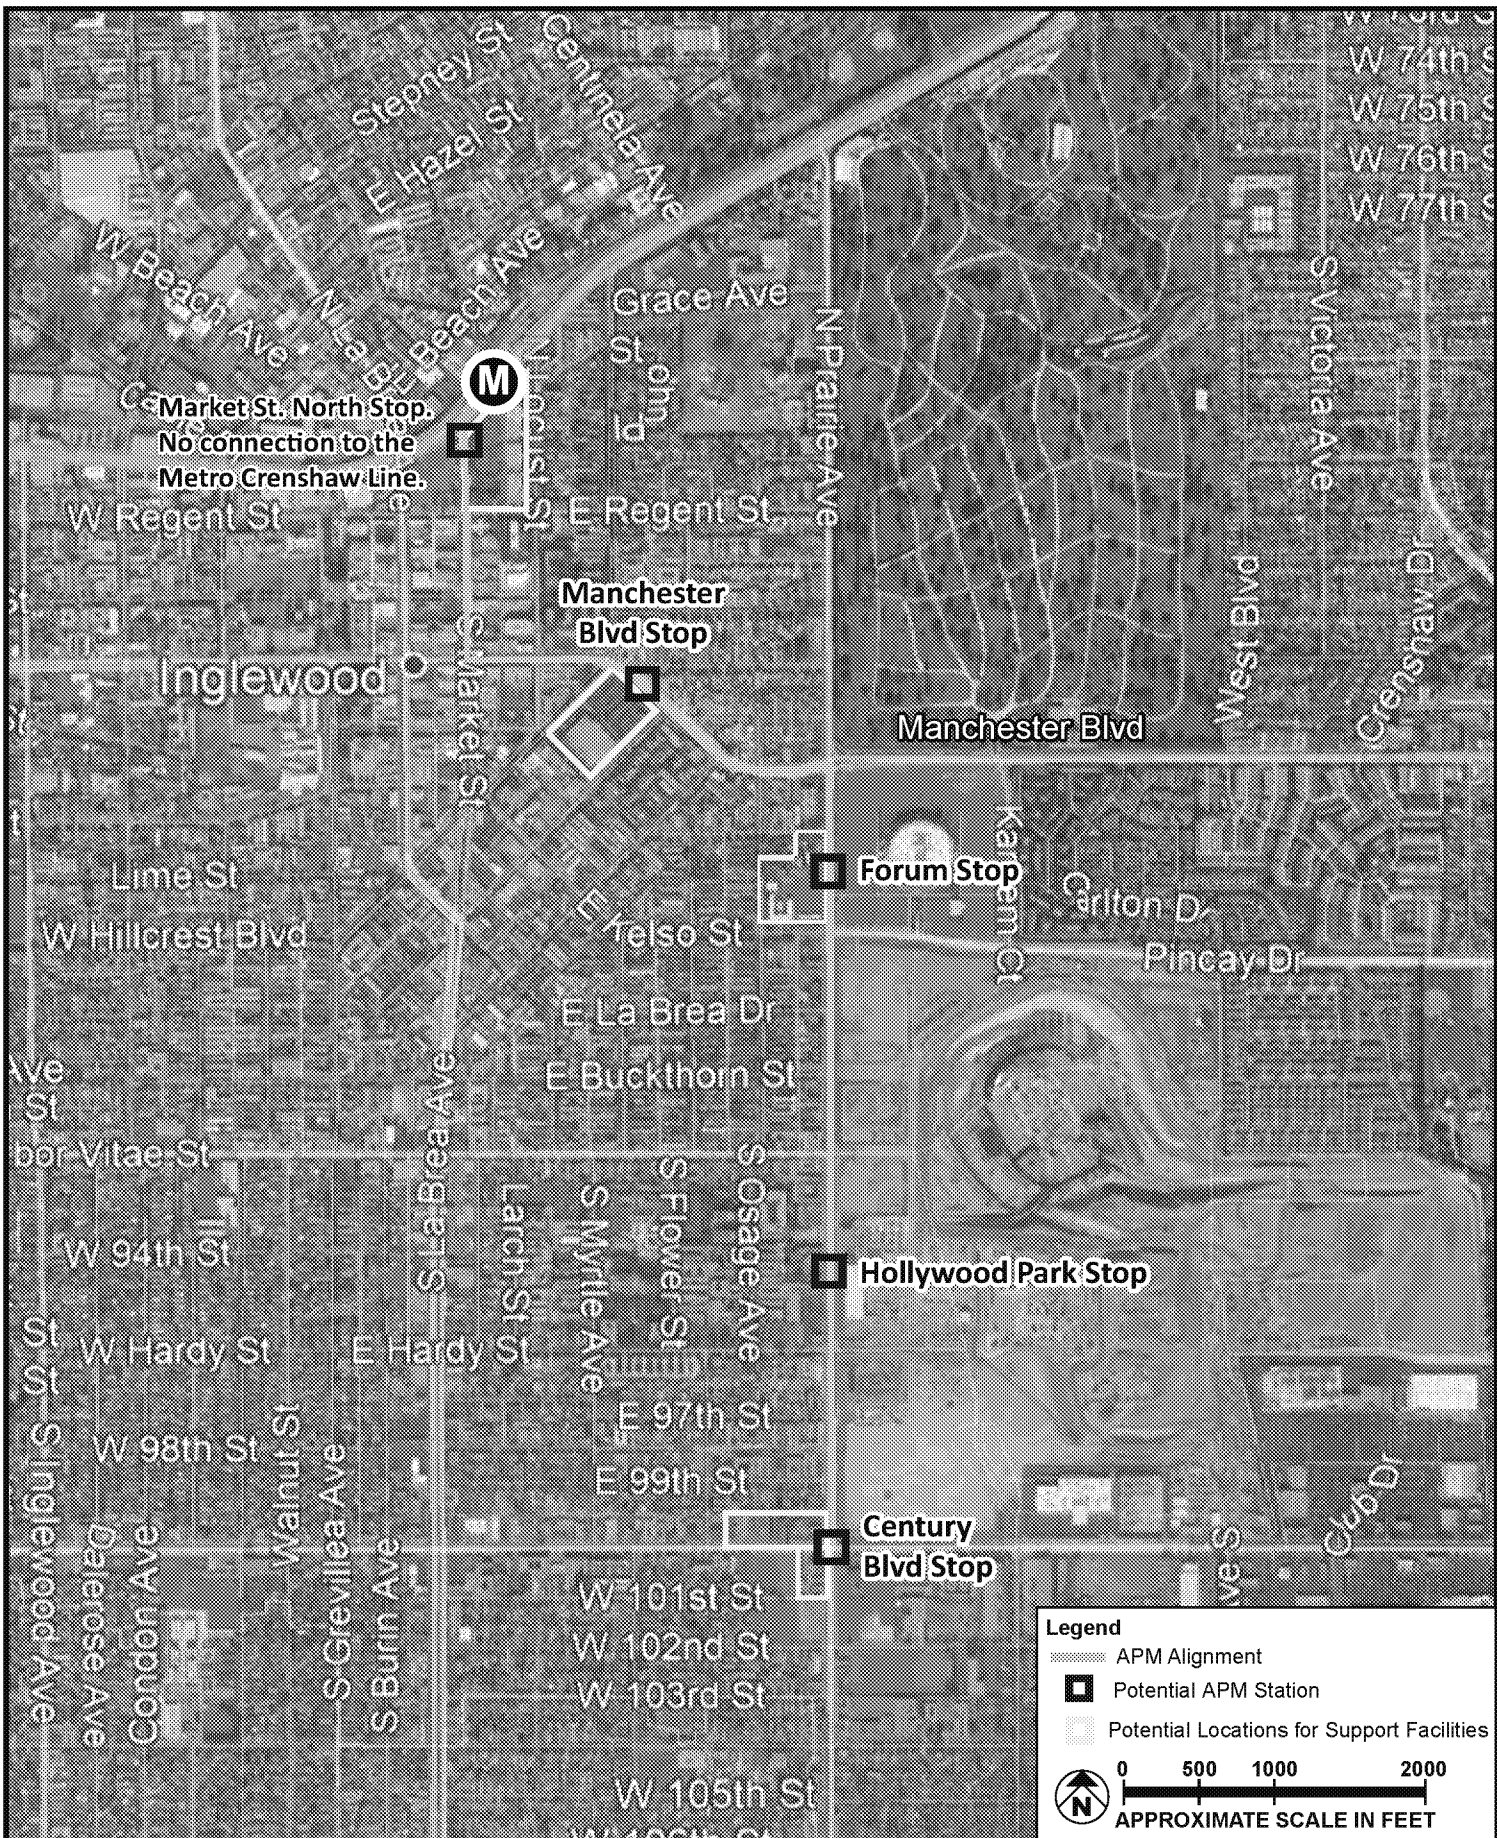 Stepney St
Centinela Ave
E Hazel St
W 74th S
W 75th S
W 76th S
W 77th S
W Beach Ave
E Beach Ave
Grace Ave
St John Pl
N Prairie Ave
S Victoria Ave
M
N Locust St
Market St. North Stop.
No connection to the
Metro Crenshaw Line.
W Regent St
E Regent St
Manchester
Blvd Stop
Inglewood
S Market St
West Blvd
Crenshaw Dr
Manchester Blvd
Kareen Ct
Forum Stop
Lime St
Carlton Dr
W Hillcrest Blvd
E Kelso St
Pincay Dr
E La Brea Dr
E Buckthorn St
Ave
St
bor Vitae St
S La Brea Ave
Larch St
S Myrtle Ave
S Flower St
S Osage Ave
W 94th St
Hollywood Park Stop
St
W Hardy St
E Hardy St
St
E 97th St
W 98th St
E 99th St
S Inglewood Ave
Walnut St
S Grevillea Ave
Condon Ave
S Burin Ave
Club Dr
Century
Blvd Stop
W 101st St
W 102nd St
W 103rd St
W 105th St
Legend
APM Alignment
Potential APM Station
Potential Locations for Support Facilities
0 500 1000 2000
N
APPROXIMATE SCALE IN FEET